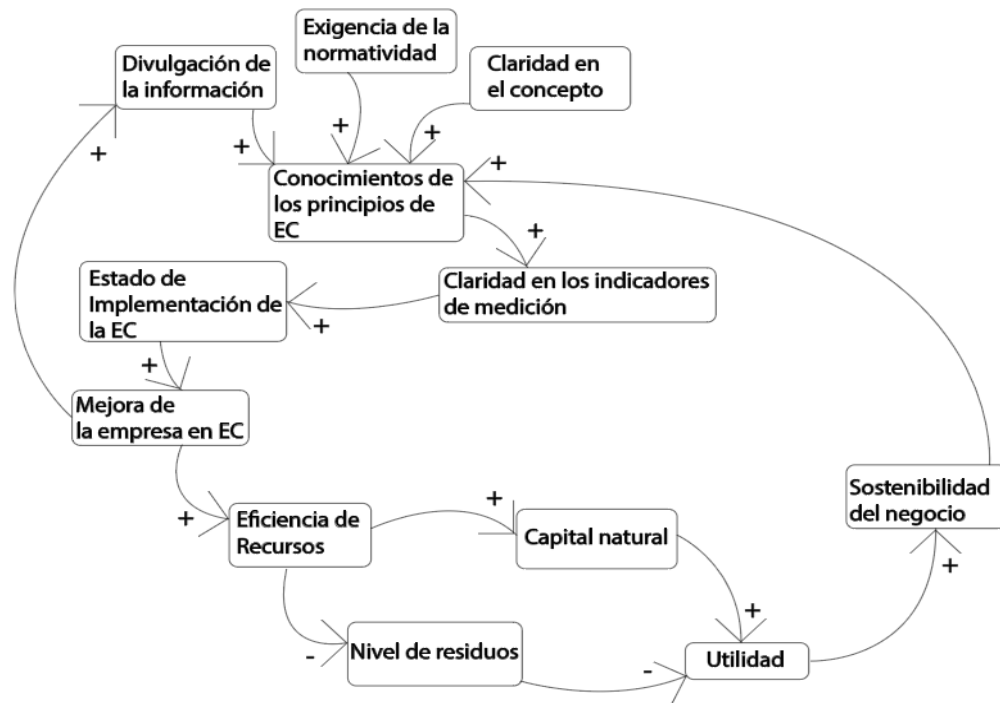 Exigencia de la
normatividad
Divulgación de
la información
Claridad en
el concepto
+
+
+
+
+
Conocimientos de
los principios de
EC
+
Estado de
Implementación de
la EC
Claridad en los indicadores
de medición
+
+
Mejora de
la empresa en EC
+
Eficiencia de
Recursos
+
Capital natural
Sostenibilidad
del negocio
+
+
-
Nivel de residuos
-
Utilidad